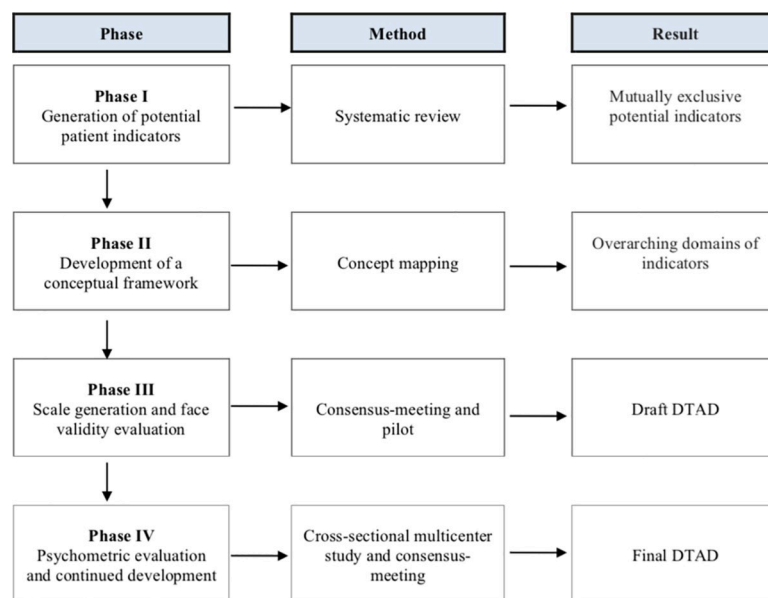 Phase
Method
Result
Phase I
Generation of potential
patient indicators
Systematic review
Mutually exclusive
potential indicators
Phase II
Development of a
conceptual framework
Concept mapping
Overarching domains of
indicators
Phase III
Scale generation and face
validity evaluation
Consensus-meeting and
pilot
Draft DTAD
Phase IV
Psychometric evaluation
and continued development
Cross-sectional multicenter
study and consensus-
meeting
Final DTAD